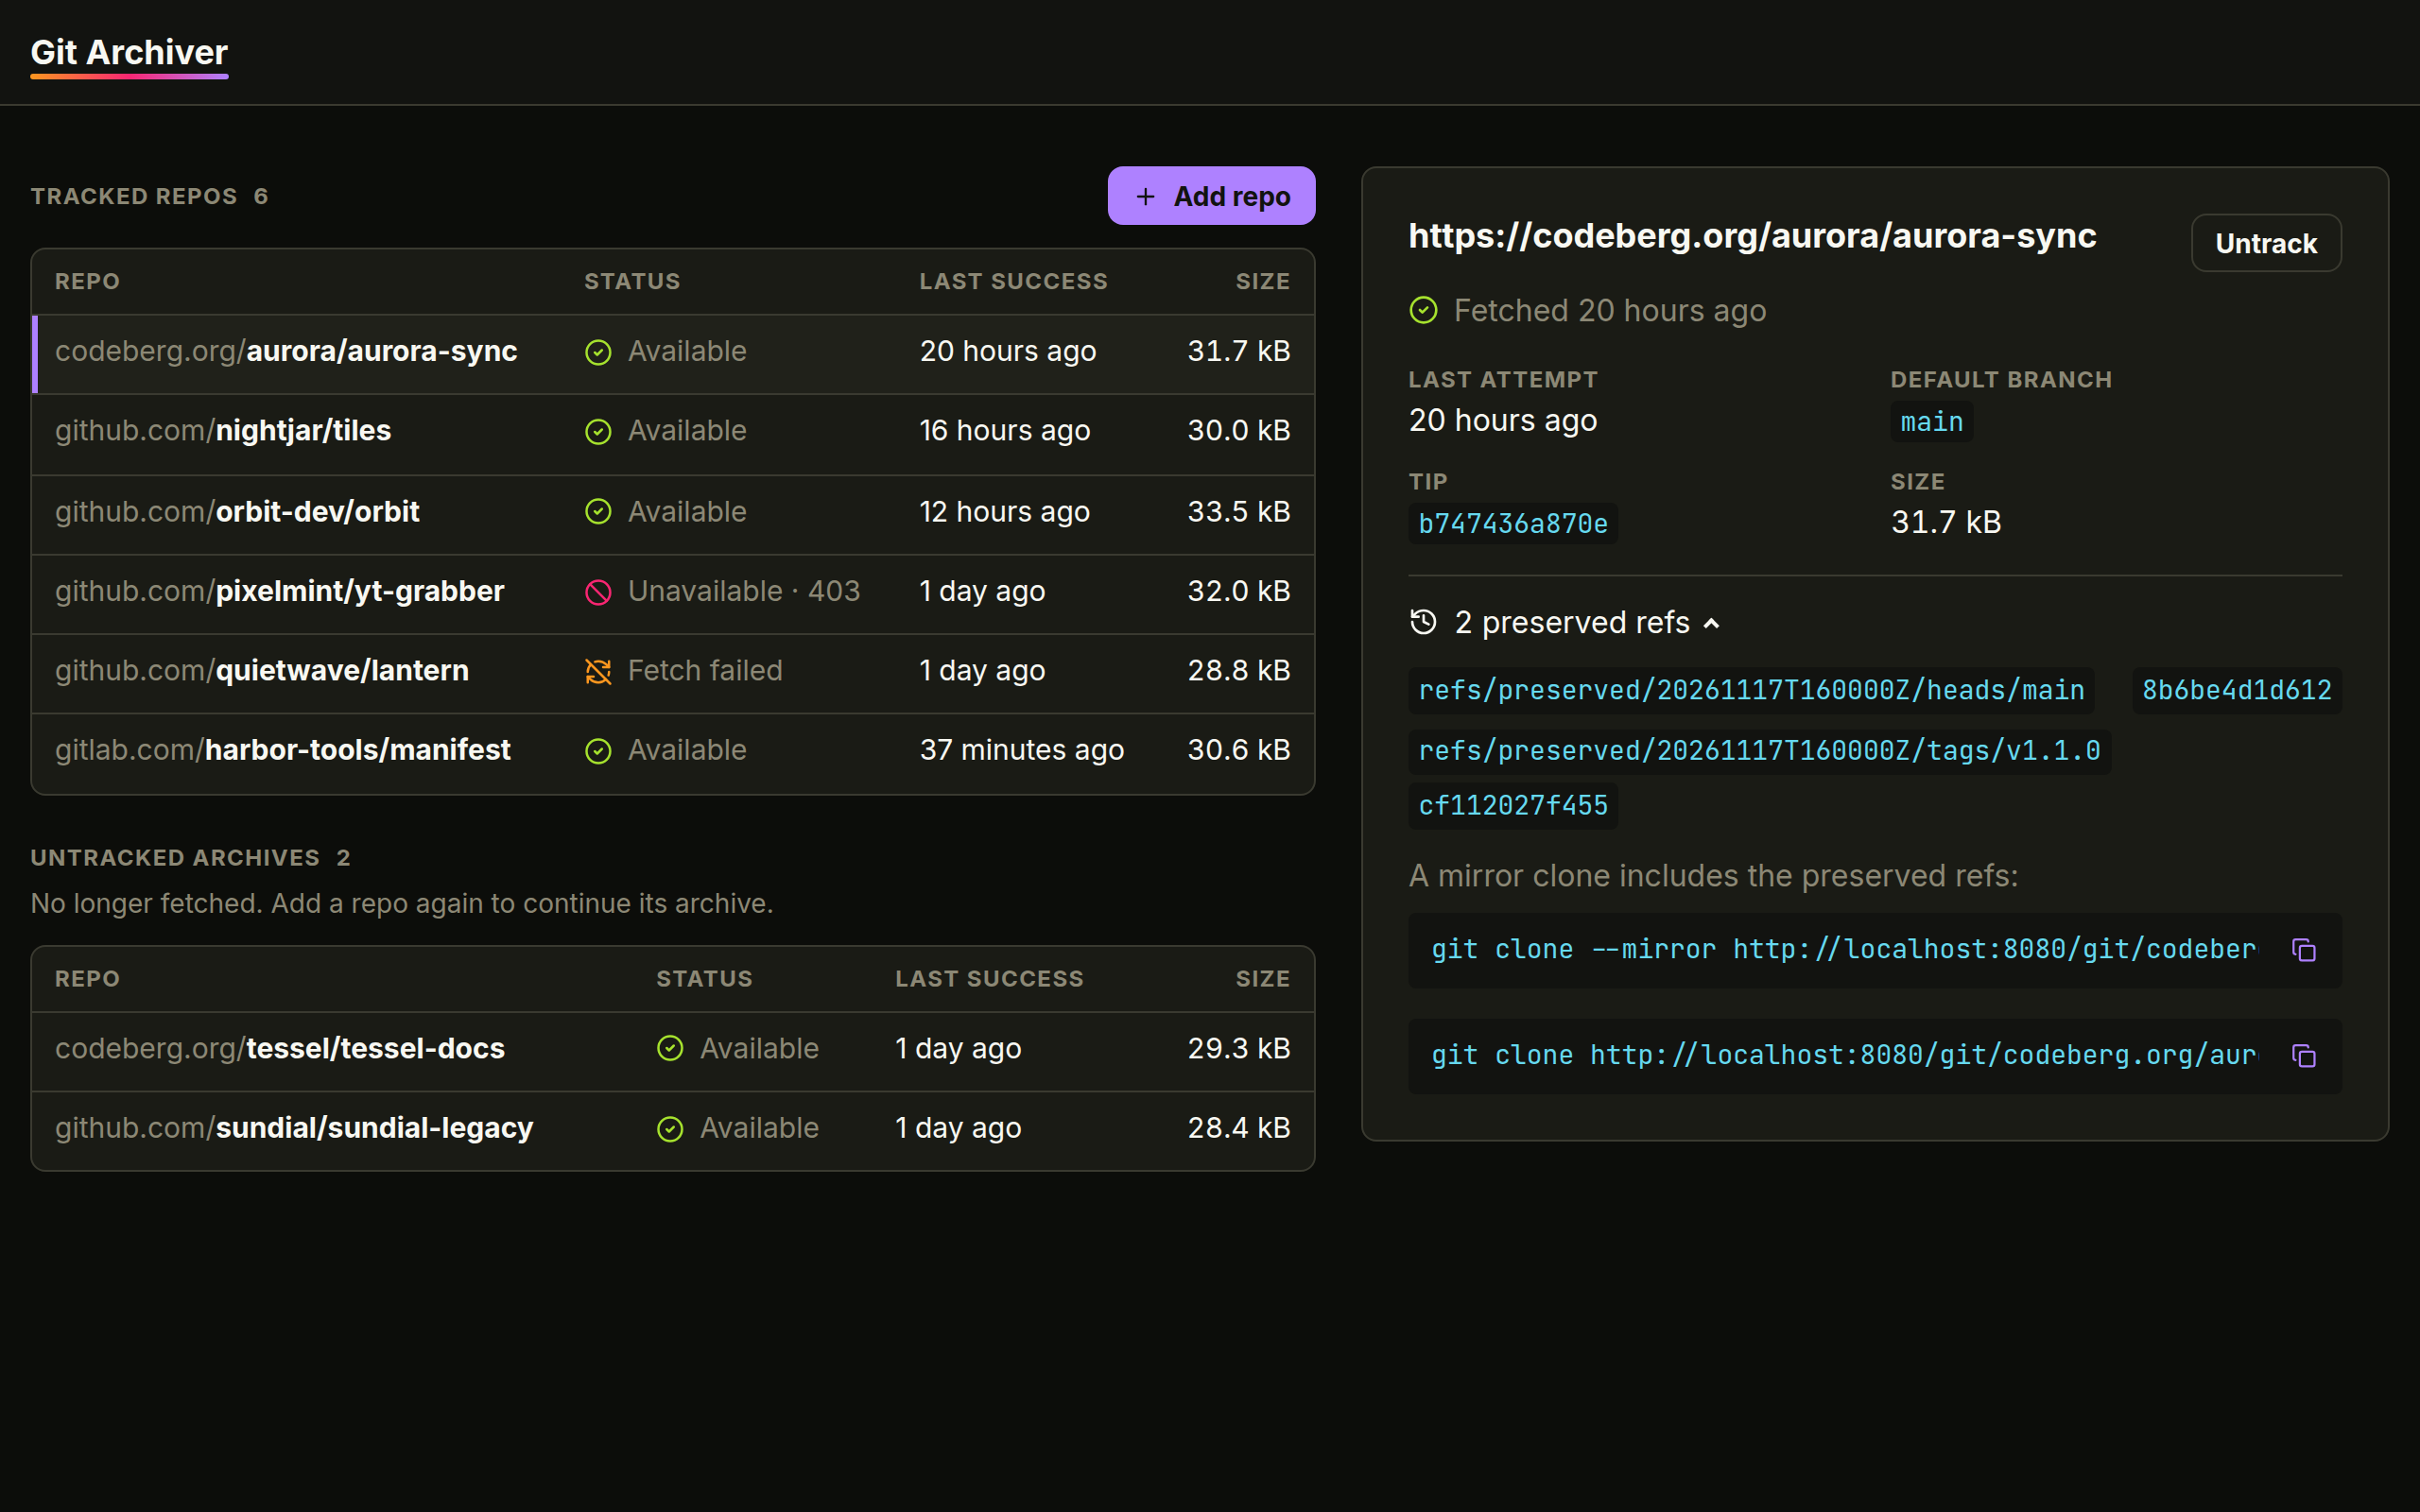 Git Archiver
TRACKED REPOS 6
+ Add repo
REPO STATUS LAST SUCCESS SIZE
codeberg.org/aurora/aurora-sync Available 20 hours ago 31.7 kB
github.com/nightjar/tiles Available 16 hours ago 30.0 kB
github.com/orbit-dev/orbit Available 12 hours ago 33.5 kB
github.com/pixelmint/yt-grabber Unavailable · 403 1 day ago 32.0 kB
github.com/quietwave/lantern Fetch failed 1 day ago 28.8 kB
gitlab.com/harbor-tools/manifest Available 37 minutes ago 30.6 kB
UNTRACKED ARCHIVES 2
No longer fetched. Add a repo again to continue its archive.
REPO STATUS LAST SUCCESS SIZE
codeberg.org/tessel/tessel-docs Available 1 day ago 29.3 kB
github.com/sundial/sundial-legacy Available 1 day ago 28.4 kB
https://codeberg.org/aurora/aurora-sync Untrack
Fetched 20 hours ago
LAST ATTEMPT DEFAULT BRANCH
20 hours ago main
TIP SIZE
b747436a870e 31.7 kB
2 preserved refs
refs/preserved/20261117T160000Z/heads/main 8b6be4d1d612
refs/preserved/20261117T160000Z/tags/v1.1.0
cf112027f455
A mirror clone includes the preserved refs:
git clone --mirror http://localhost:8080/git/codeber
git clone http://localhost:8080/git/codeberg.org/aur